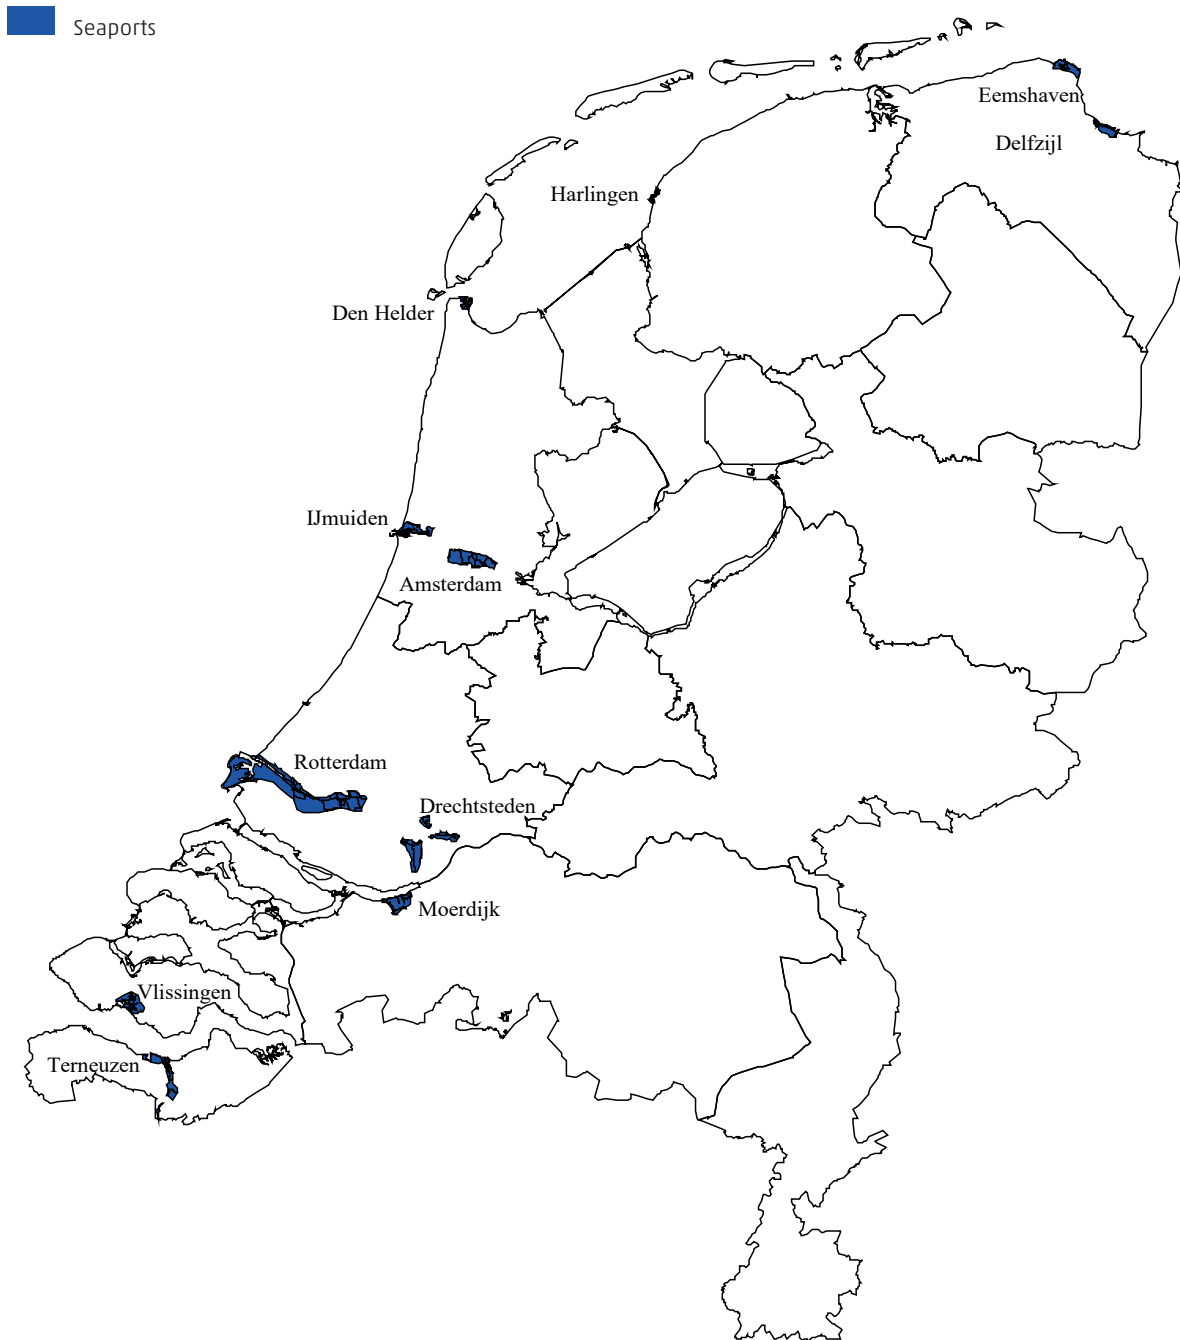 Seaports
Eemshaven
Delfzijl
Harlingen
Den Helder
IJmuiden
Amsterdam
Rotterdam
Drechtsteden
Moerdijk
Vlissingen
Terneuzen